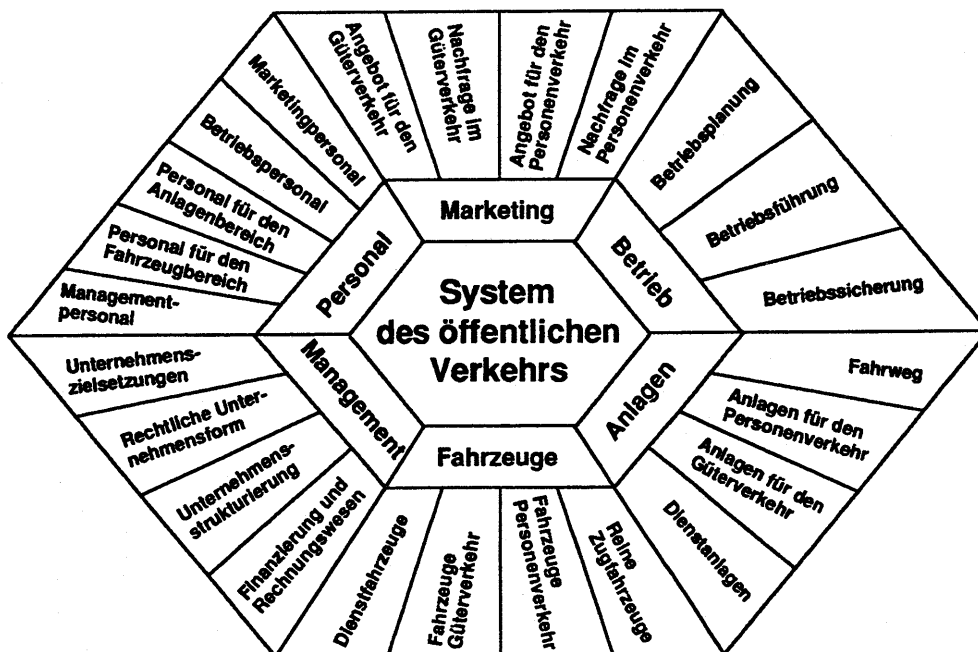 System
des öffentlichen
Verkehrs
Marketing
Angebot für den
Güterverkehr
Nachfrage im
Güterverkehr
Angebot für den
Personenverkehr
Nachfrage im
Personenverkehr
Betrieb
Betriebsplanung
Betriebsführung
Betriebssicherung
Anlagen
Fahrweg
Anlagen für den
Personenverkehr
Anlagen für den
Güterverkehr
Dienstanlagen
Fahrzeuge
Reine
Zugfahrzeuge
Fahrzeuge
Personenverkehr
Fahrzeuge
Güterverkehr
Dienstfahrzeuge
Management
Finanzierung und
Rechnungswesen
Unternehmens-
strukturierung
Rechtliche Unter-
nehmensform
Unternehmens-
zielsetzungen
Personal
Management-
personal
Personal für den
Fahrzeugbereich
Personal für den
Anlagenbereich
Betriebspersonal
Marketingpersonal